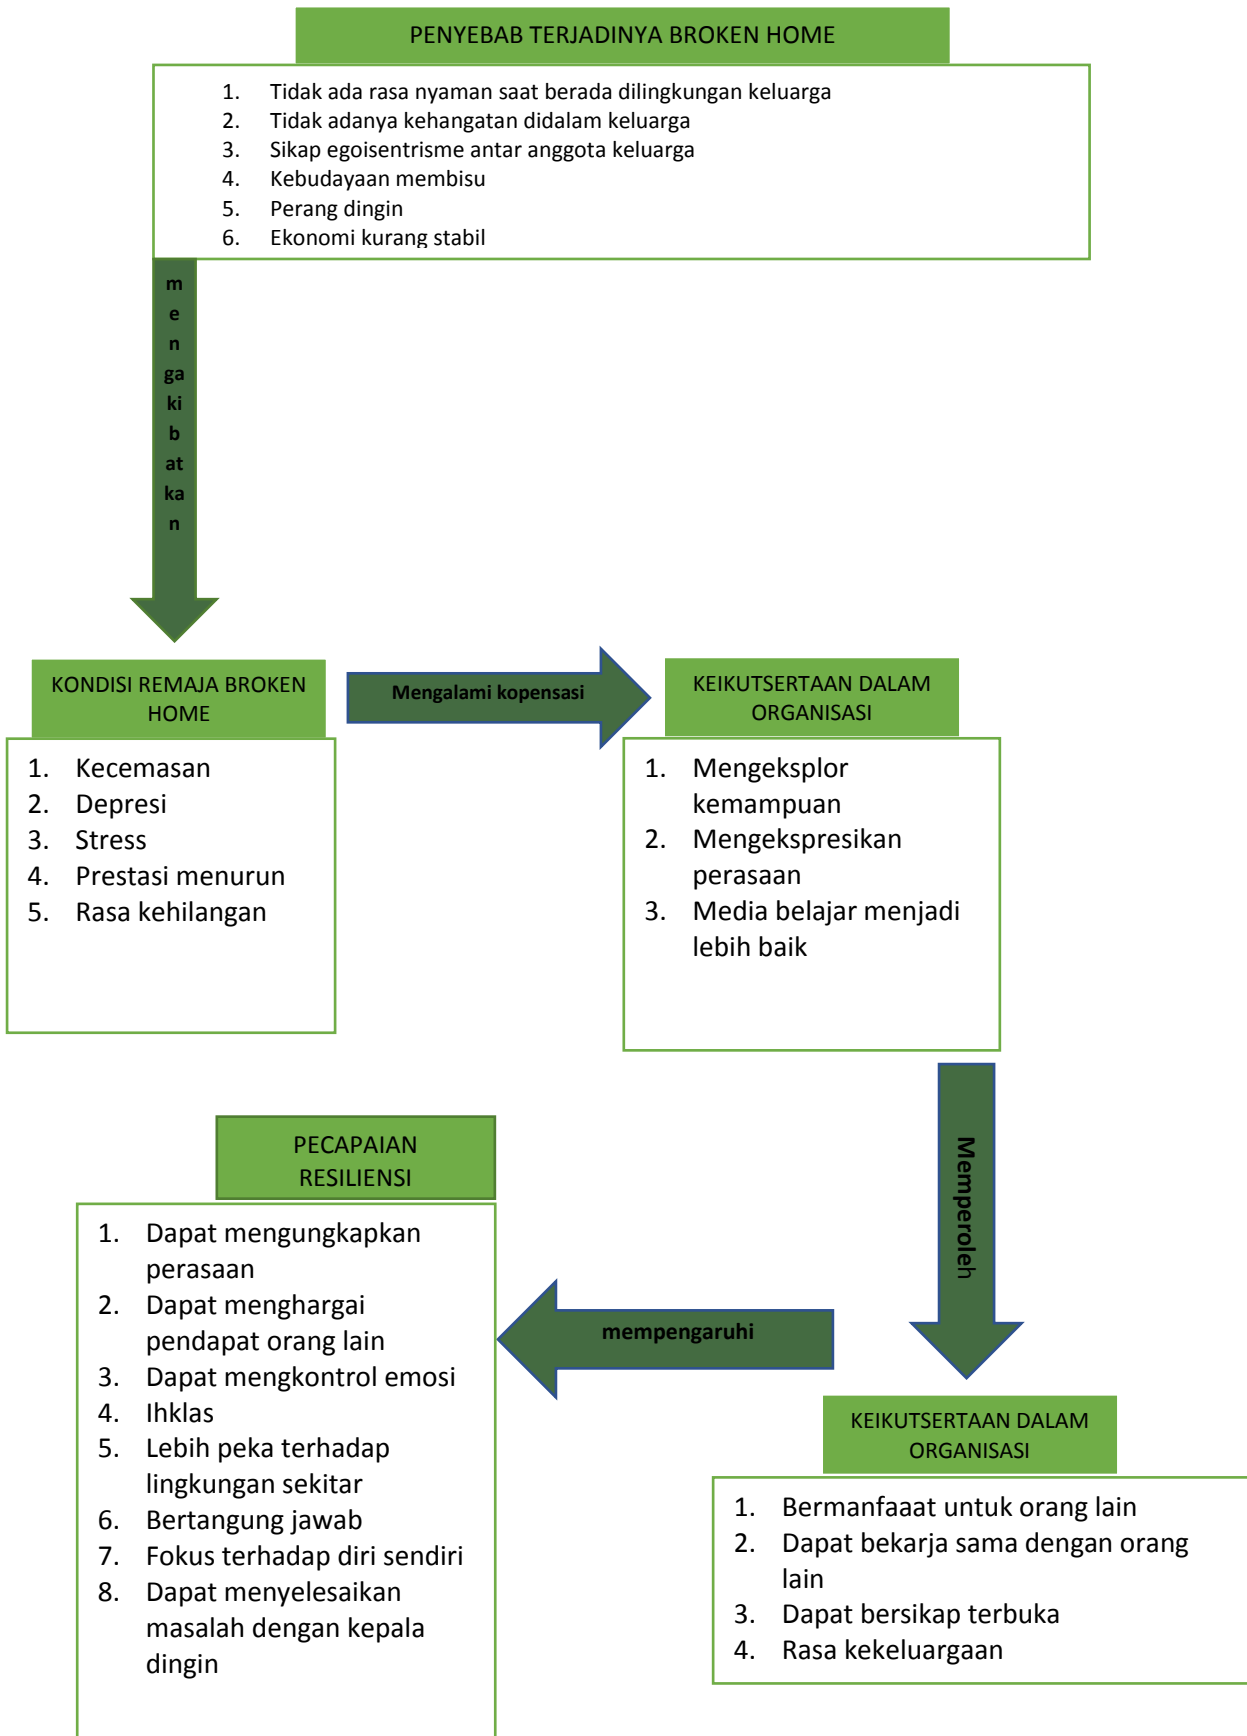 PENYEBAB TERJADINYA BROKEN HOME
1. Tidak ada rasa nyaman saat berada dilingkungan keluarga
2. Tidak adanya kehangatan didalam keluarga
3. Sikap egoisentrisme antar anggota keluarga
4. Kebudayaan membisu
5. Perang dingin
6. Ekonomi kurang stabil
m
e
n
ga
ki
b
at
ka
n
KONDISI REMAJA BROKEN
HOME
1. Kecemasan
2. Depresi
3. Stress
4. Prestasi menurun
5. Rasa kehilangan
Mengalami kopensasi
KEIKUTSERTAAN DALAM
ORGANISASI
1. Mengeksplor
kemampuan
2. Mengekspresikan
perasaan
3. Media belajar menjadi
lebih baik
Memperoleh
KEIKUTSERTAAN DALAM
ORGANISASI
1. Bermanfaaat untuk orang lain
2. Dapat bekarja sama dengan orang
lain
3. Dapat bersikap terbuka
4. Rasa kekeluargaan
mempengaruhi
PECAPAIAN
RESILIENSI
1. Dapat mengungkapkan
perasaan
2. Dapat menghargai
pendapat orang lain
3. Dapat mengkontrol emosi
4. Ihklas
5. Lebih peka terhadap
lingkungan sekitar
6. Bertangung jawab
7. Fokus terhadap diri sendiri
8. Dapat menyelesaikan
masalah dengan kepala
dingin